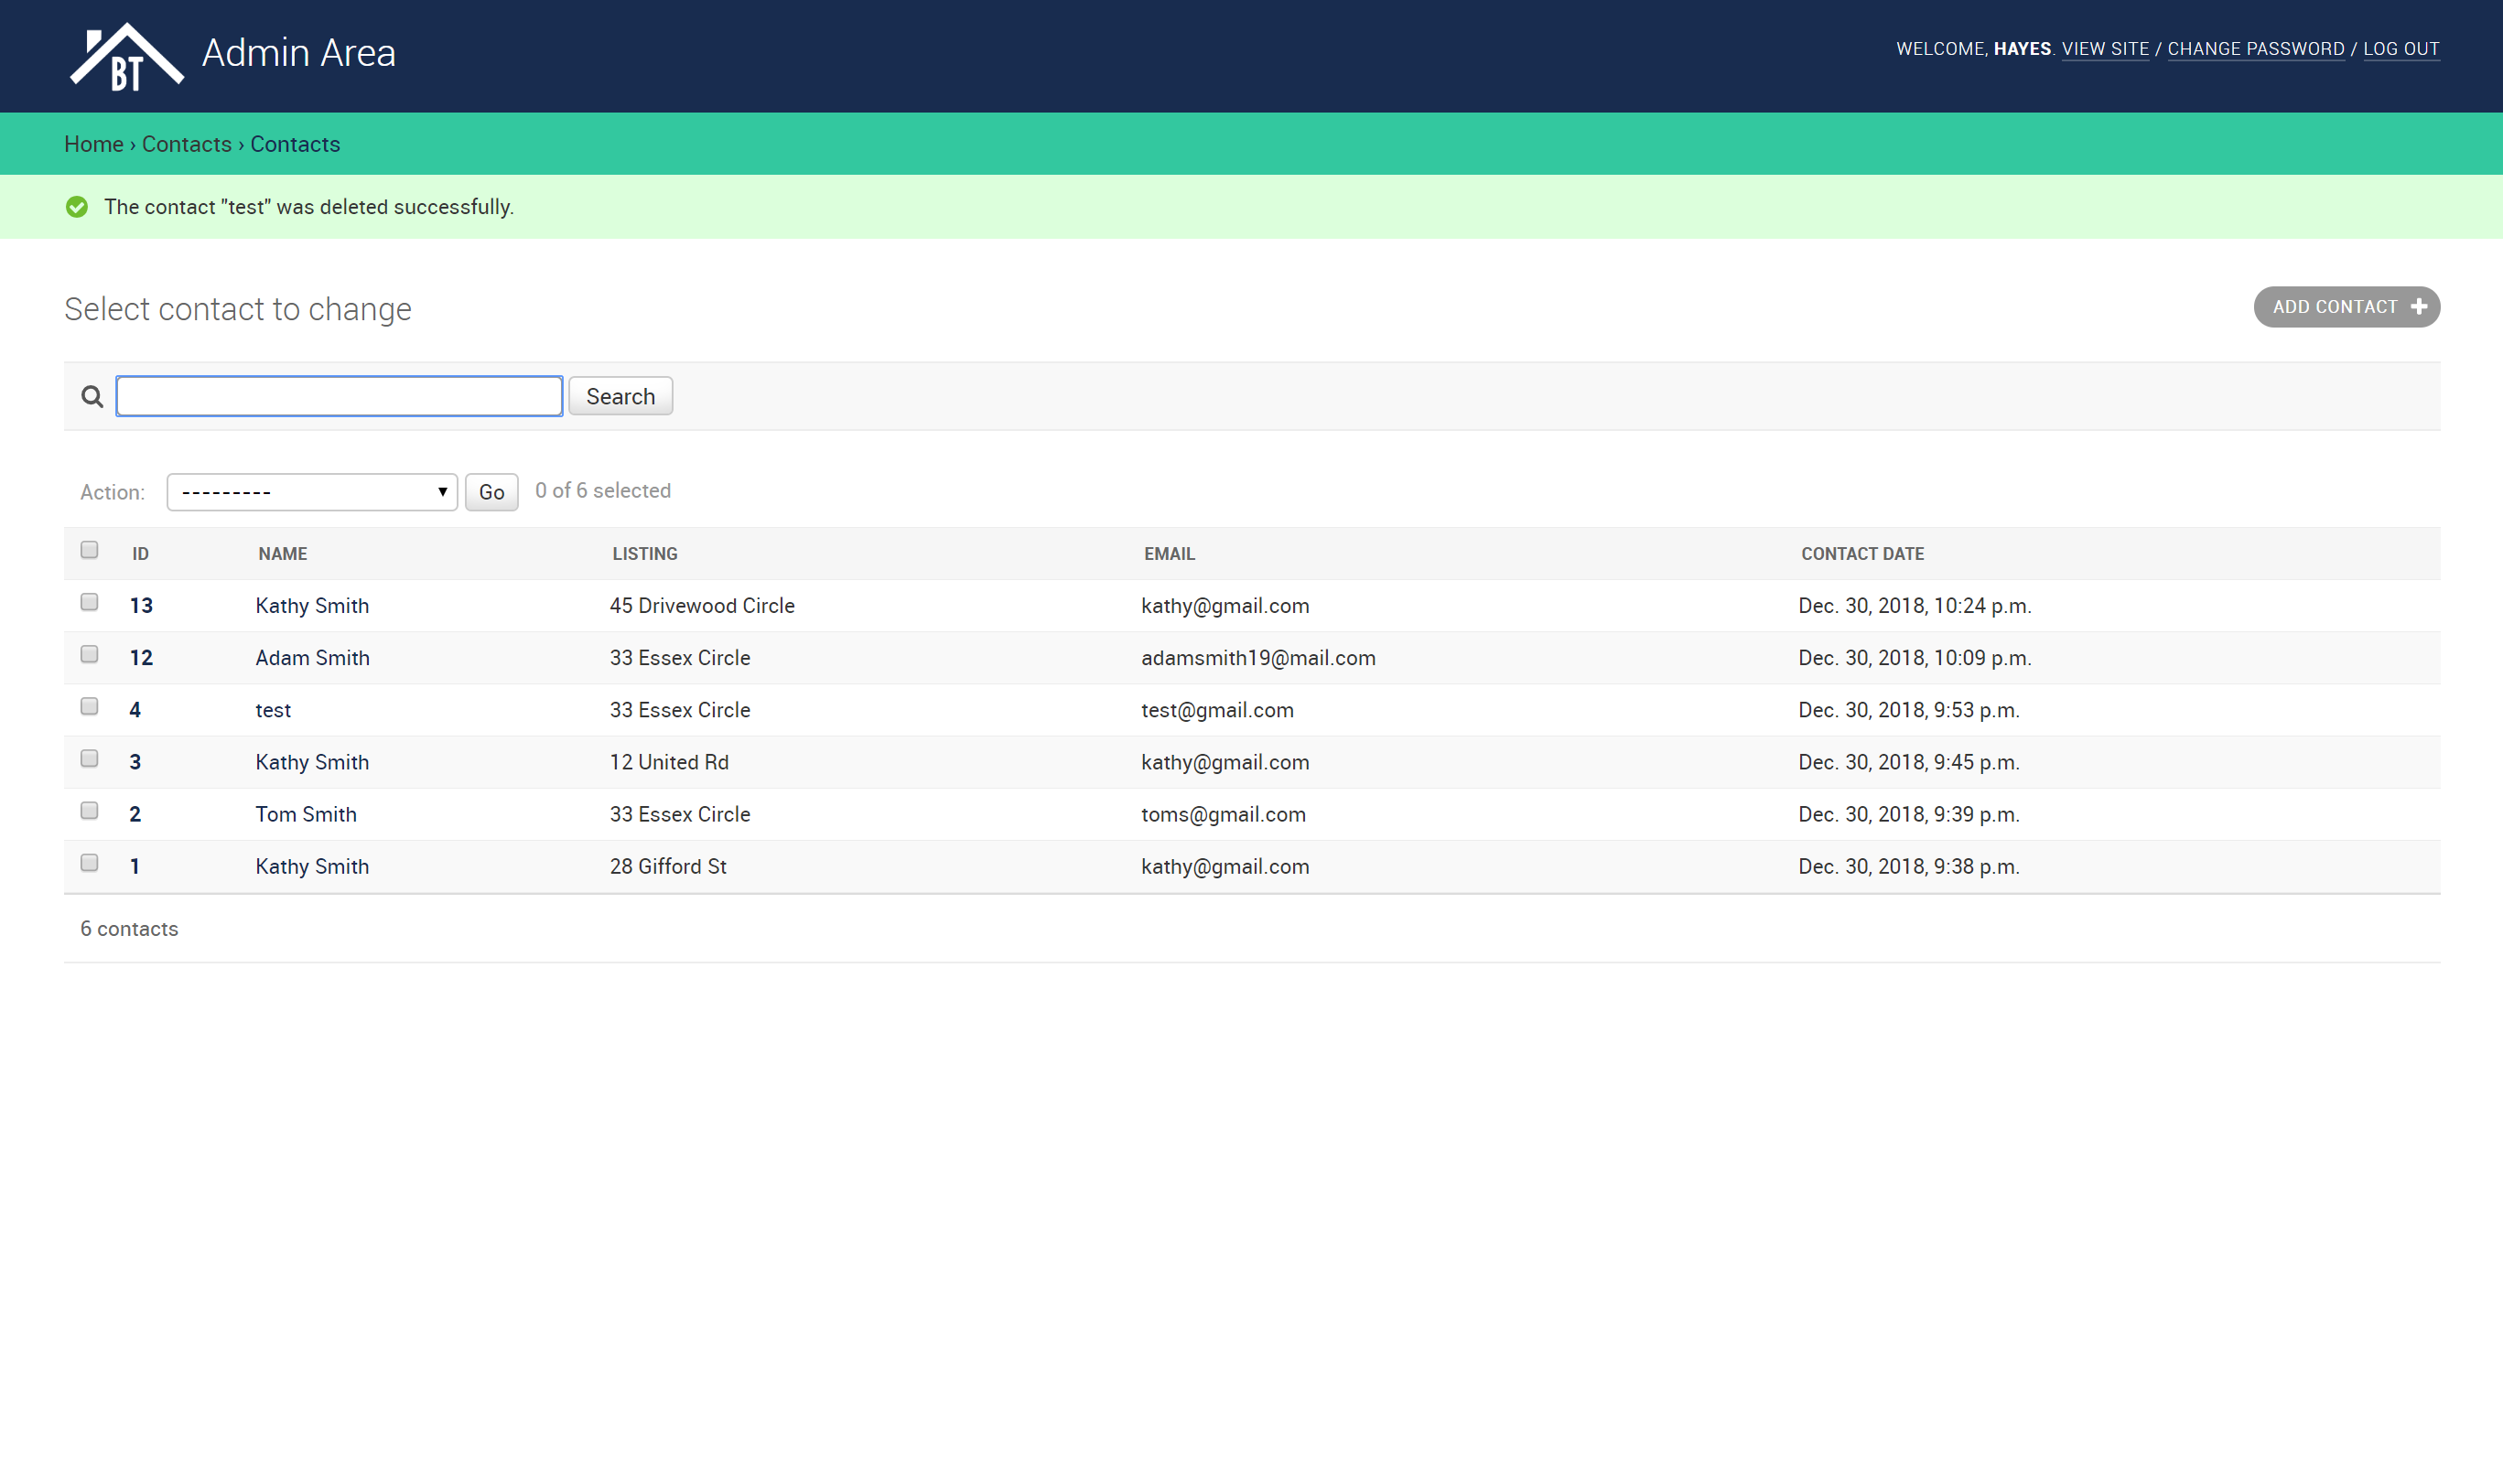 BT Admin Area
WELCOME, HAYES. VIEW SITE / CHANGE PASSWORD / LOG OUT
Home › Contacts › Contacts
The contact "test" was deleted successfully.
Select contact to change
ADD CONTACT
Search
Action: --------- Go 0 of 6 selected
ID NAME LISTING EMAIL CONTACT DATE
13 Kathy Smith 45 Drivewood Circle kathy@gmail.com Dec. 30, 2018, 10:24 p.m.
12 Adam Smith 33 Essex Circle adamsmith19@mail.com Dec. 30, 2018, 10:09 p.m.
4 test 33 Essex Circle test@gmail.com Dec. 30, 2018, 9:53 p.m.
3 Kathy Smith 12 United Rd kathy@gmail.com Dec. 30, 2018, 9:45 p.m.
2 Tom Smith 33 Essex Circle toms@gmail.com Dec. 30, 2018, 9:39 p.m.
1 Kathy Smith 28 Gifford St kathy@gmail.com Dec. 30, 2018, 9:38 p.m.
6 contacts